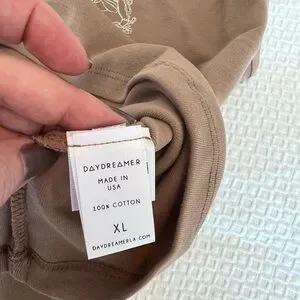 DAYDREAMER
MADE IN
USA
100% COTTON
XL
DAYDREAMERLA.COM